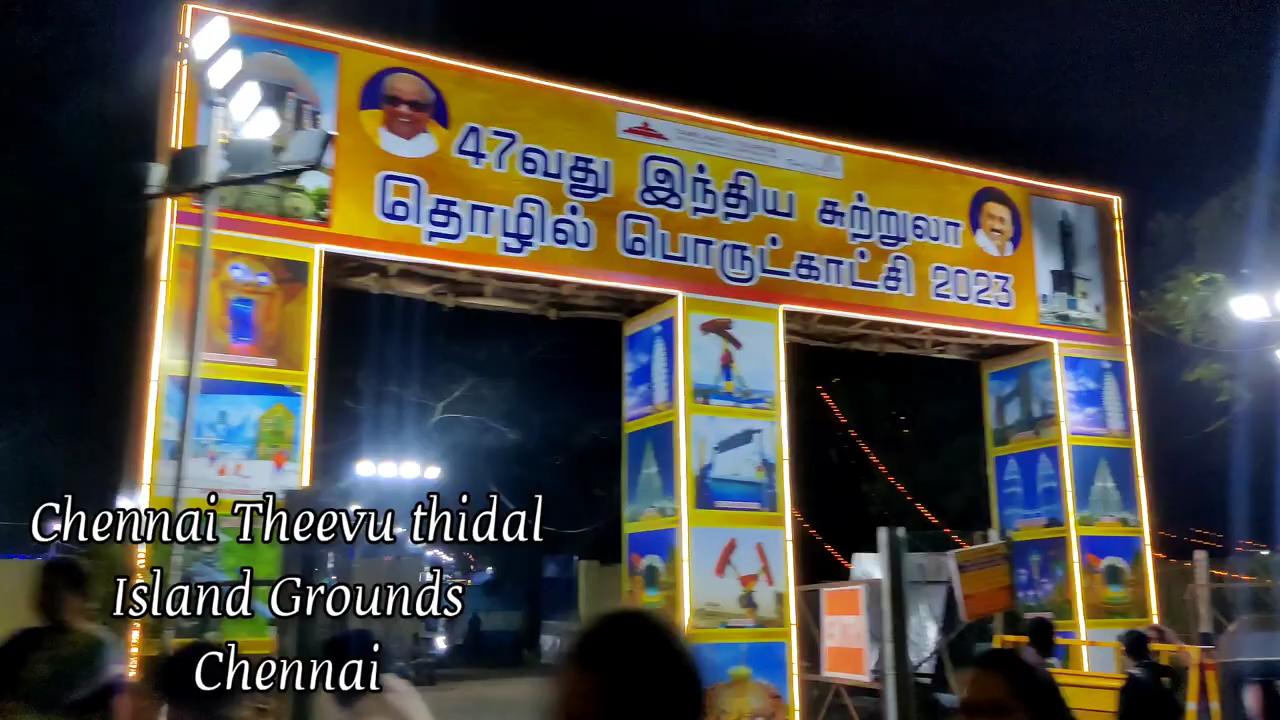 47வது இந்திய சுற்றுலா
தொழில் பொருட்காட்சி 2023
Chennai Theevu thidal
Island Grounds
Chennai